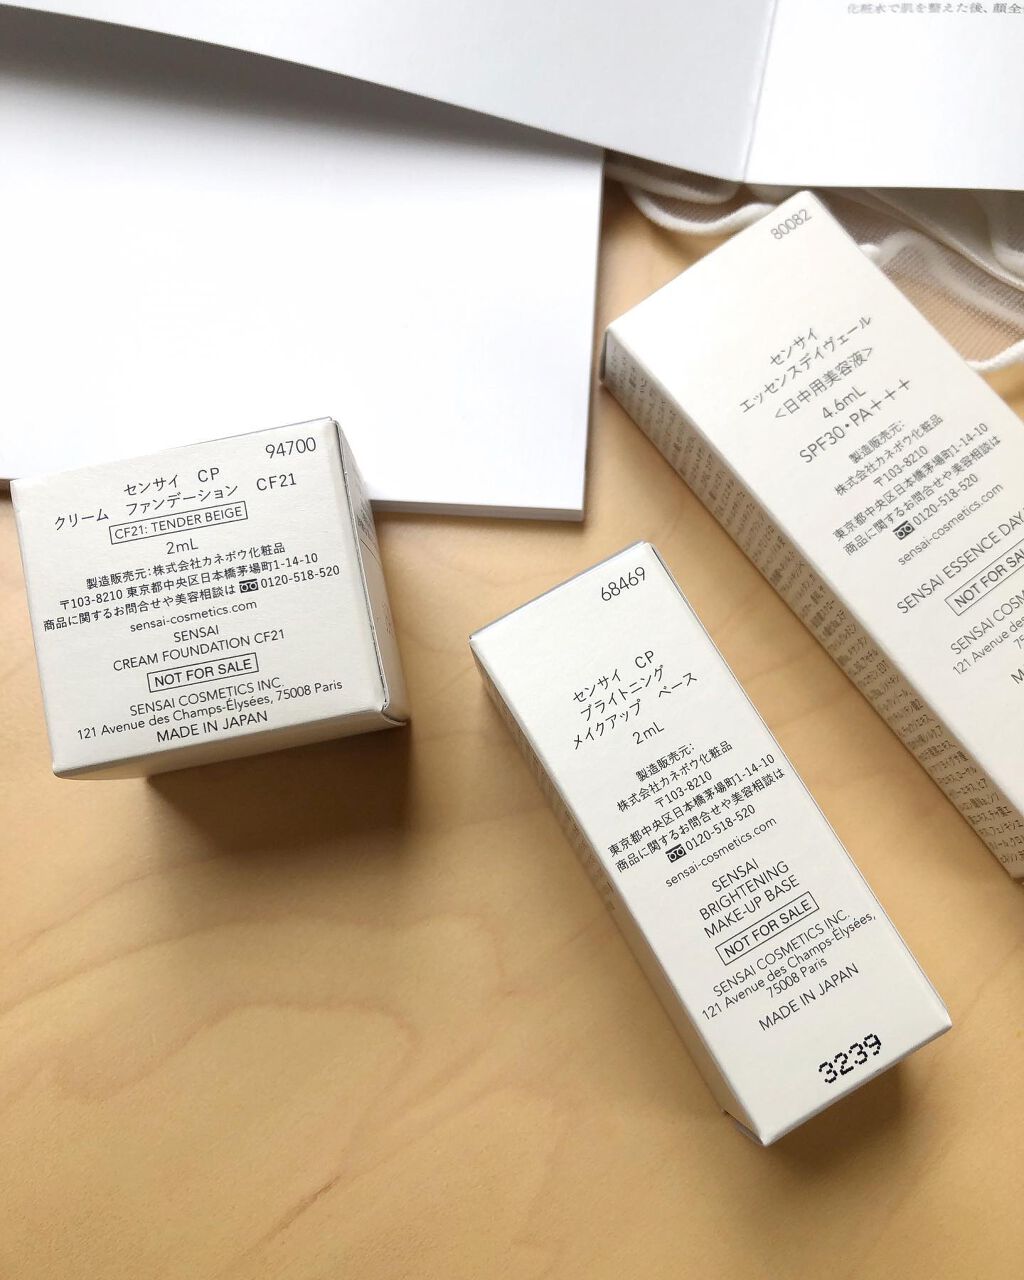 化粧水で肌を整えた後、顔全
94700
センサイ CP
クリーム ファンデーション CF21
CF21: TENDER BEIGE
2mL
製造販売元:株式会社カネボウ化粧品
〒103-8210 東京都中央区日本橋茅場町1-14-10
商品に関するお問合せや美容相談は 0120-518-520
sensai-cosmetics.com
SENSAI
CREAM FOUNDATION CF21
NOT FOR SALE
SENSAI COSMETICS INC.
121 Avenue des Champs-Élysées, 75008 Paris
MADE IN JAPAN
68469
センサイ CP
ブライトニング
メイクアップ ベース
2mL
製造販売元:
株式会社カネボウ化粧品
〒103-8210
東京都中央区日本橋茅場町1-14-10
商品に関するお問合せや美容相談は
0120-518-520
sensai-cosmetics.com
SENSAI
BRIGHTENING
MAKE-UP BASE
NOT FOR SALE
SENSAI COSMETICS INC.
121 Avenue des Champs-Élysées,
75008 Paris
MADE IN JAPAN
3239
80082
センサイ
エッセンスデイヴェール
<日中用美容液>
4.6mL
SPF30・PA+++
製造販売元:
株式会社カネボウ化粧品
〒103-8210
東京都中央区日本橋茅場町1-14-10
商品に関するお問合せや美容相談は
0120-518-520
sensai-cosmetics.com
SENSAI ESSENCE DAY
NOT FOR SA
SENSAI COSM
121 Avenue des Cham
75
M